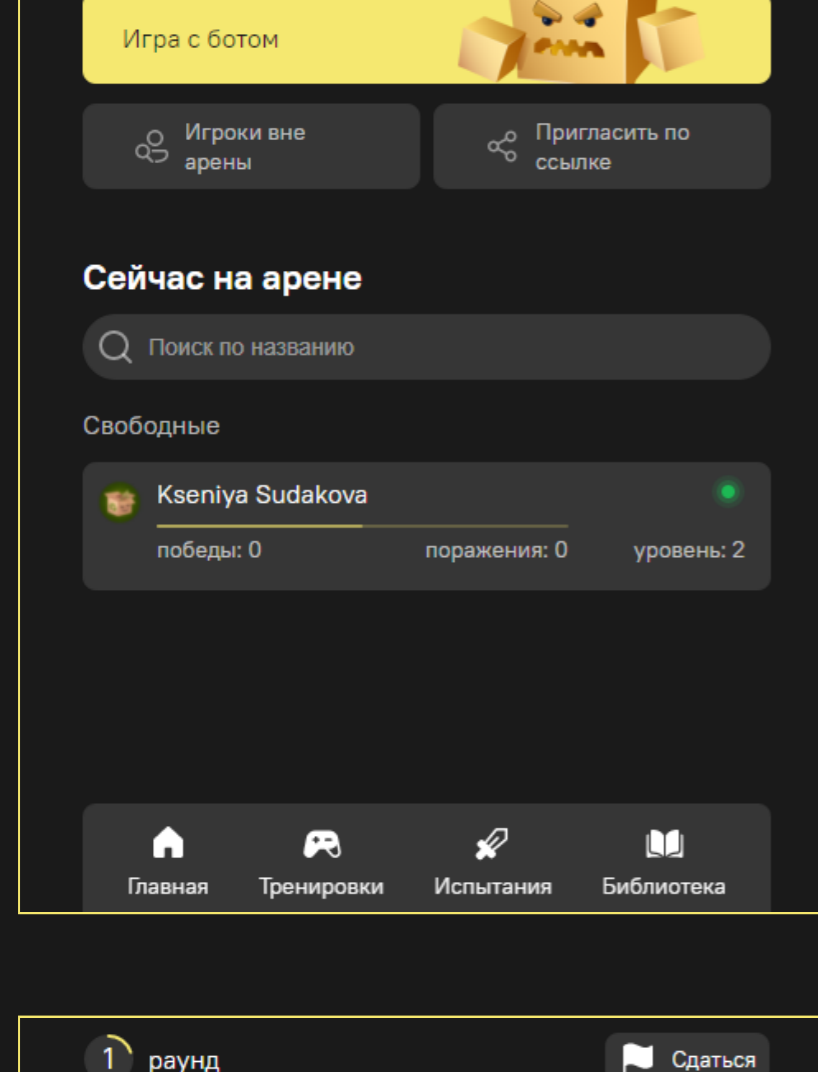 Игра с ботом
Игроки вне
арены
Пригласить по
ссылке
Сейчас на арене
Поиск по названию
Свободные
Kseniya Sudakova
победы: 0 поражения: 0 уровень: 2
Главная Тренировки Испытания Библиотека
1 раунд Сдаться